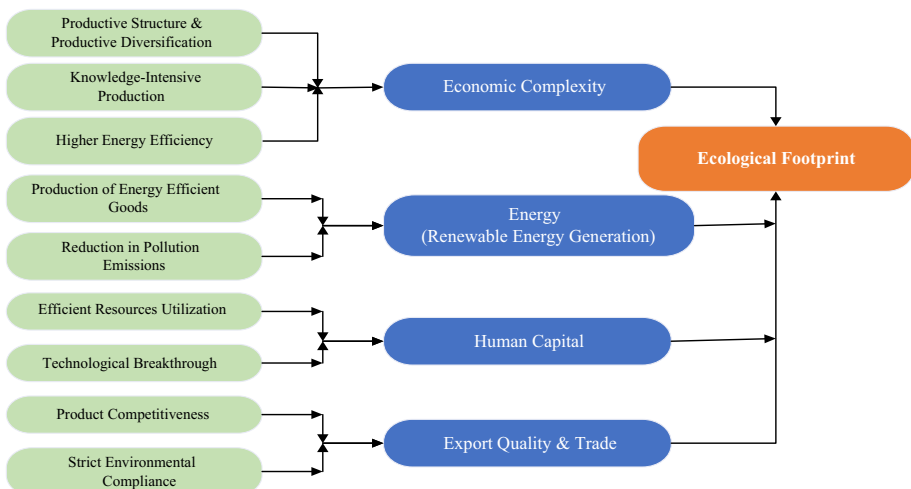 Productive Structure &
Productive Diversification
Knowledge-Intensive
Production
Higher Energy Efficiency
Economic Complexity
Ecological Footprint
Production of Energy Efficient
Goods
Reduction in Pollution
Emissions
Energy
(Renewable Energy Generation)
Efficient Resources Utilization
Technological Breakthrough
Human Capital
Product Competitiveness
Strict Environmental
Compliance
Export Quality & Trade